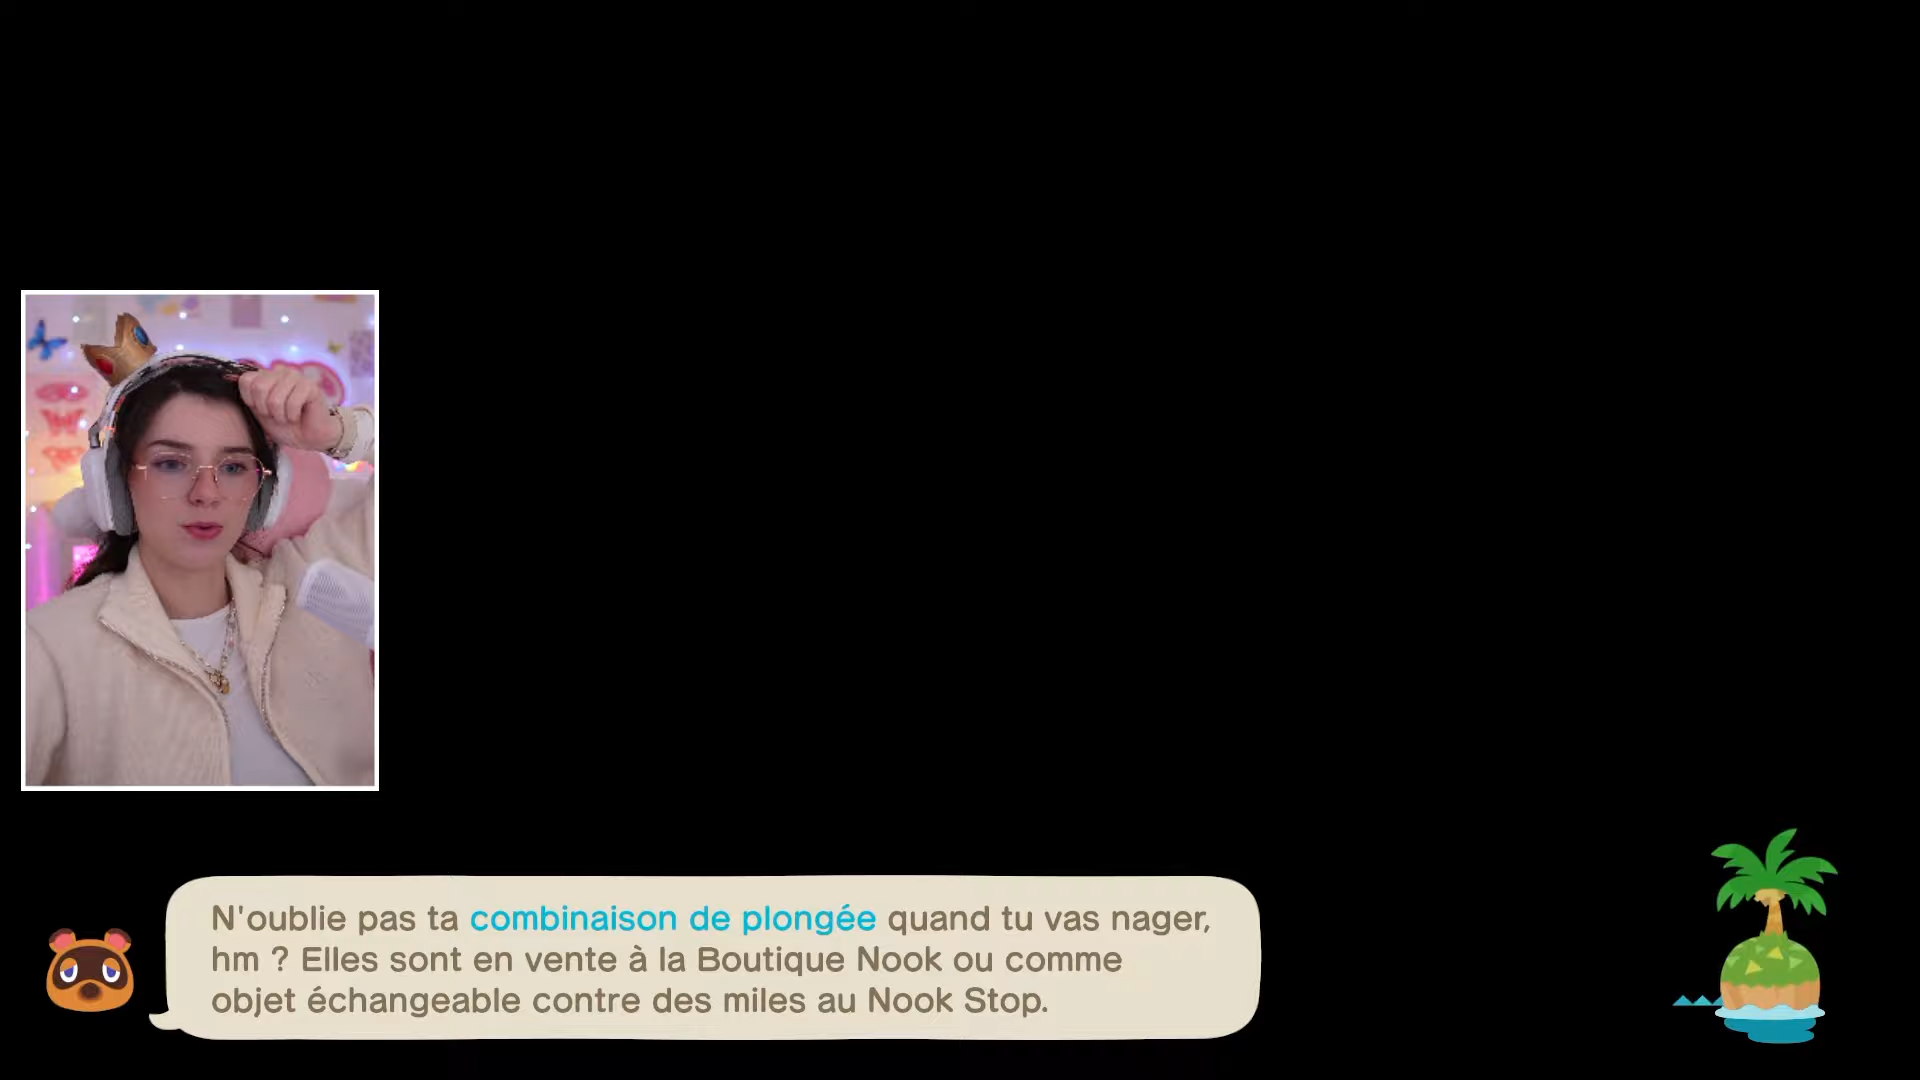 N'oublie pas ta combinaison de plongée quand tu vas nager,
hm ? Elles sont en vente à la Boutique Nook ou comme
objet échangeable contre des miles au Nook Stop.